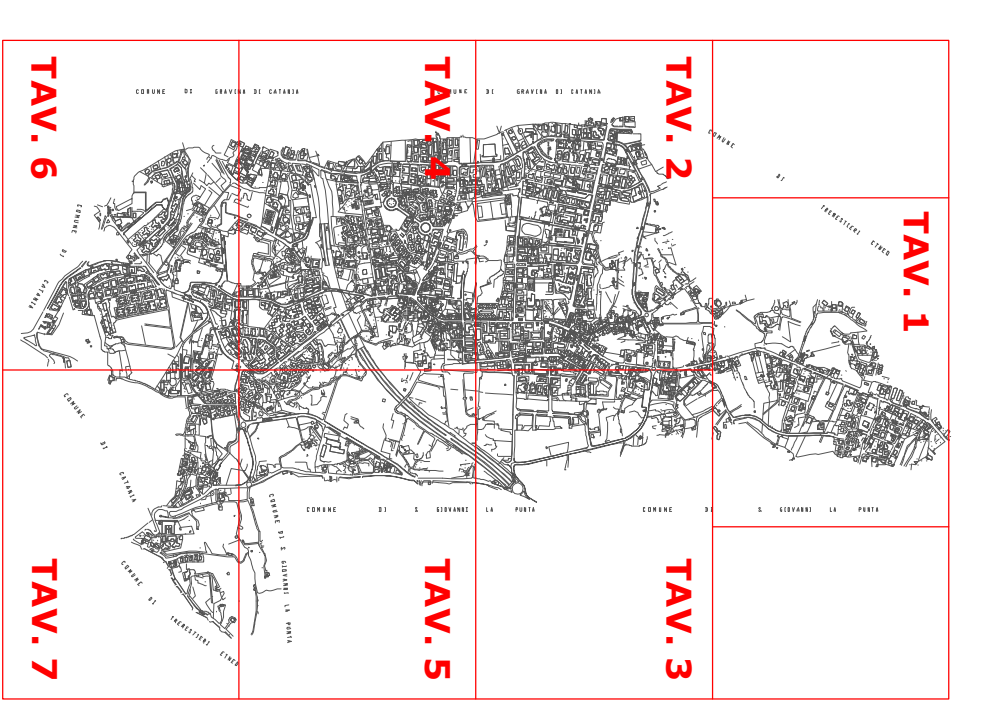 TAV. 6
TAV. 4
TAV. 2
TAV. 1
COMUNE DI GRAVINA DI CATANIA
COMUNE DI GRAVINA DI CATANIA
COMUNE DI TREMESTIERI ETNEO
COMUNE DI CATANIA
COMUNE DI CATANIA
COMUNE DI S. GIOVANNI LA PUNTA
COMUNE DI S GIOVANNI LA PUNTA
COMUNE DI S. GIOVANNI LA PUNTA
COMUNE DI TREMESTIERI ETNEO
TAV. 7
TAV. 5
TAV. 3